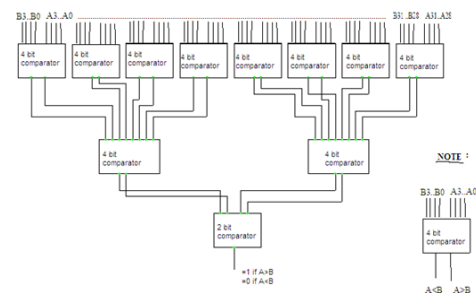 B3..B0 A3..A0 B31..B28 A31..A28
4 bit comparator
4 bit comparator
4 bit comparator
4 bit comparator
4 bit comparator
4 bit comparator
4 bit comparator
4 bit comparator
4 bit comparator
4 bit comparator
NOTE :
B3..B0 A3..A0
2 bit comparator
4 bit comparator
=1 if A>B
=0 if A<B
A<B A>B